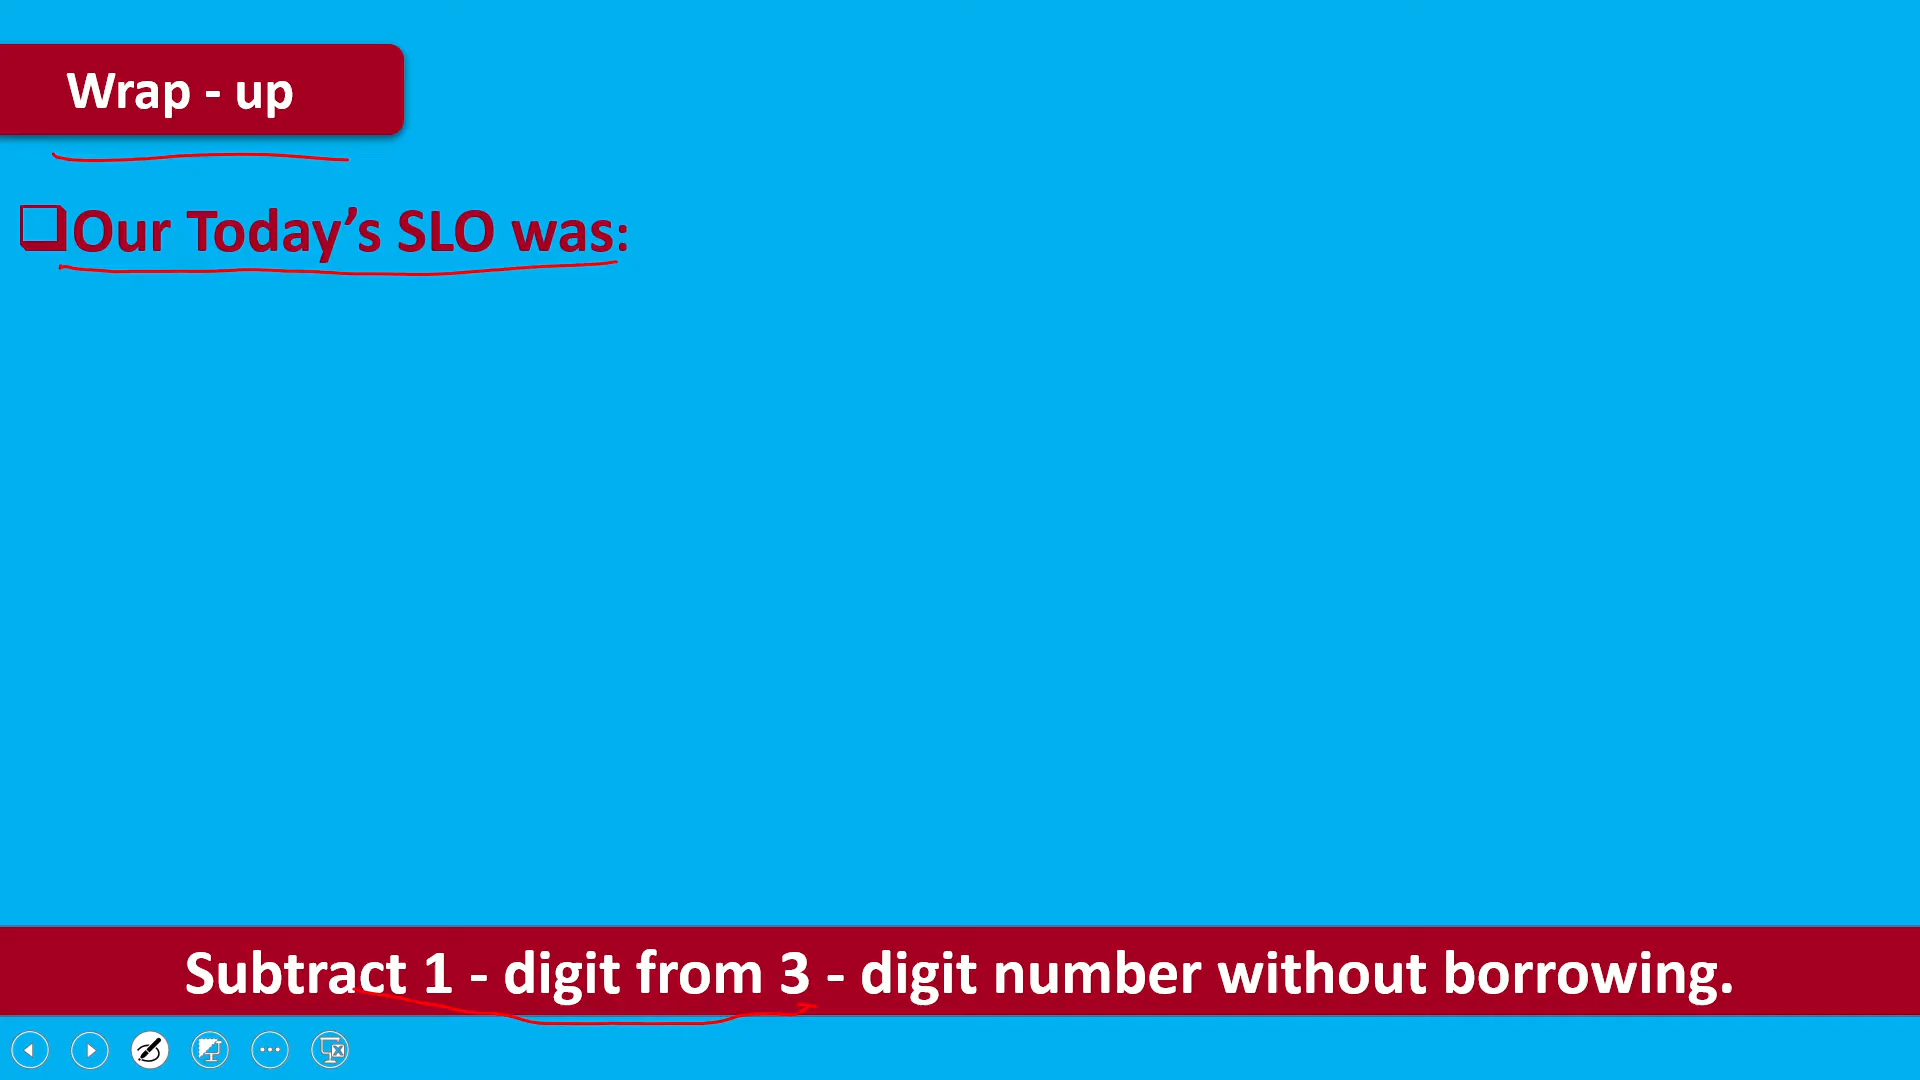 Wrap - up
❑Our Today’s SLO was:
Subtract 1 - digit from 3 - digit number without borrowing.